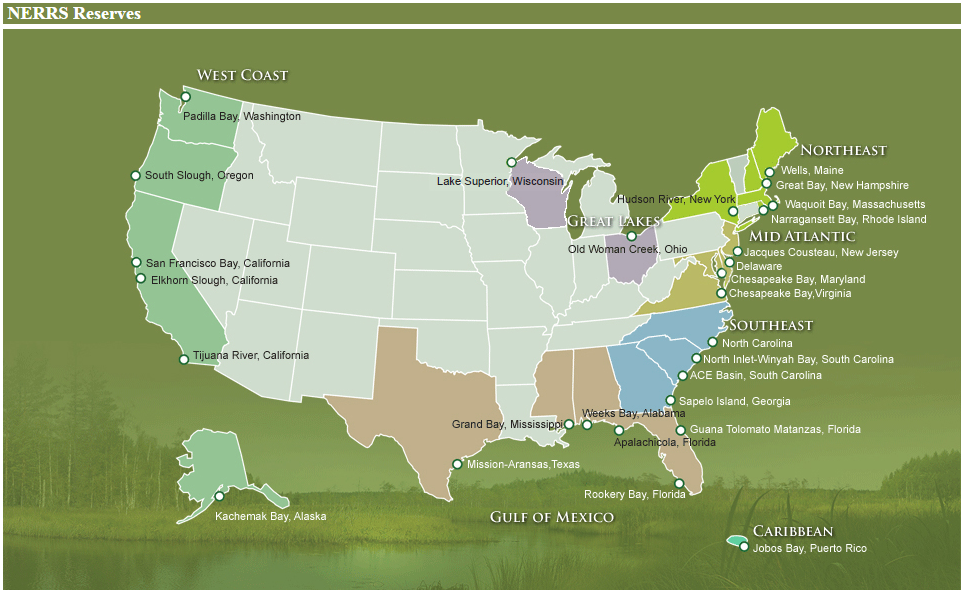 NERRS Reserves
WEST COAST
Padilla Bay, Washington
South Slough, Oregon
San Francisco Bay, California
Elkhorn Slough, California
Tijuana River, California
Kachemak Bay, Alaska
Lake Superior, Wisconsin
GREAT LAKES
Old Woman Creek, Ohio
NORTHEAST
Wells, Maine
Great Bay, New Hampshire
Hudson River, New York
Waquoit Bay, Massachusetts
Narragansett Bay, Rhode Island
MID ATLANTIC
Jacques Cousteau, New Jersey
Delaware
Chesapeake Bay, Maryland
Chesapeake Bay,Virginia
SOUTHEAST
North Carolina
North Inlet-Winyah Bay, South Carolina
ACE Basin, South Carolina
Sapelo Island, Georgia
Guana Tolomato Matanzas, Florida
Weeks Bay, Alabama
Grand Bay, Mississippi
Apalachicola, Florida
Mission-Aransas,Texas
Rookery Bay, Florida
GULF OF MEXICO
CARIBBEAN
Jobos Bay, Puerto Rico